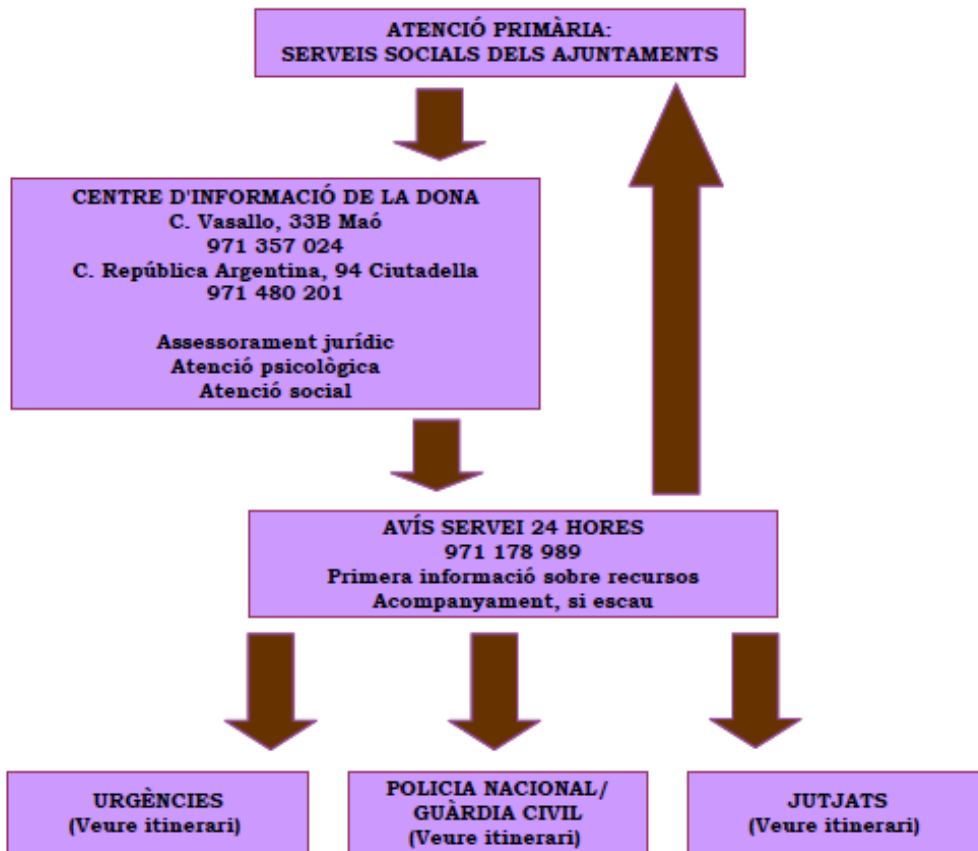 ATENCIÓ PRIMÀRIA:
SERVEIS SOCIALS DELS AJUNTAMENTS
CENTRE D'INFORMACIÓ DE LA DONA
C. Vasallo, 33B Maó
971 357 024
C. República Argentina, 94 Ciutadella
971 480 201
Assessorament jurídic
Atenció psicològica
Atenció social
AVÍS SERVEI 24 HORES
971 178 989
Primera informació sobre recursos
Acompanyament, si escau
URGÈNCIES
(Veure itinerari)
POLICIA NACIONAL/
GUÀRDIA CIVIL
(Veure itinerari)
JUTJATS
(Veure itinerari)